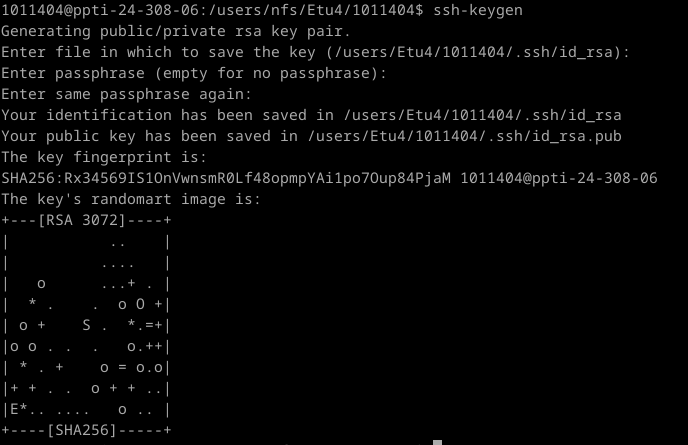 1011404@ppti-24-308-06:/users/nfs/Etu4/1011404$ ssh-keygen
Generating public/private rsa key pair.
Enter file in which to save the key (/users/Etu4/1011404/.ssh/id_rsa):
Enter passphrase (empty for no passphrase):
Enter same passphrase again:
Your identification has been saved in /users/Etu4/1011404/.ssh/id_rsa
Your public key has been saved in /users/Etu4/1011404/.ssh/id_rsa.pub
The key fingerprint is:
SHA256:Rx34569IS1OnVwnsmR0Lf48opmpYAi1po7Oup84PjaM 1011404@ppti-24-308-06
The key's randomart image is:
+---[RSA 3072]----+
|            ..    |
|           ....   |
|    o      ...+ . |
|  * .    .  o O +|
| o +    S .  *.=+|
|o o . .  .   o.++|
| * . +    o = o.o|
|+ + . .  o + + ..|
|E*.. ....   o .. |
+----[SHA256]-----+